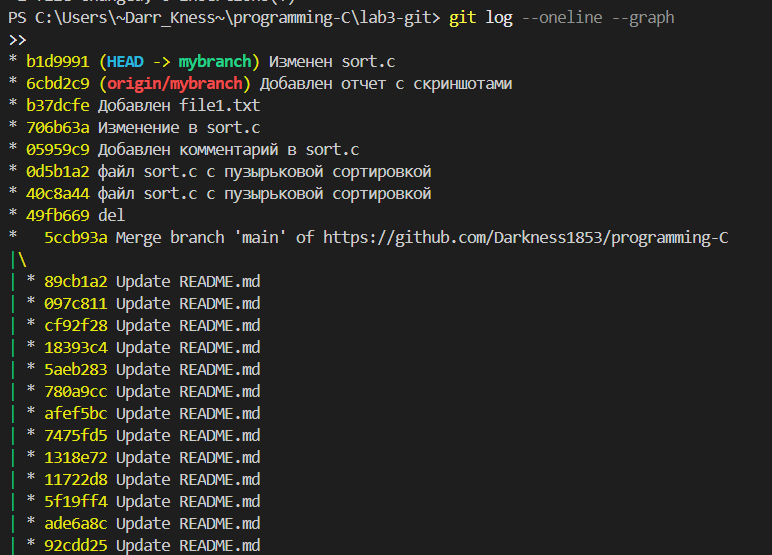 PS C:\Users\~Darr_Kness~\programming-C\lab3-git> git log --oneline --graph
>>
* b1d9991 (HEAD -> mybranch) Изменен sort.c
* 6cbd2c9 (origin/mybranch) Добавлен отчет с скриншотами
* b37dcfe Добавлен file1.txt
* 706b63a Изменение в sort.c
* 05959c9 Добавлен комментарий в sort.c
* 0d5b1a2 файл sort.c с пузырьковой сортировкой
* 40c8a44 файл sort.c с пузырьковой сортировкой
* 49fb669 del
*   5ccb93a Merge branch 'main' of https://github.com/Darkness1853/programming-C
|\
| * 89cb1a2 Update README.md
| * 097c811 Update README.md
| * cf92f28 Update README.md
| * 18393c4 Update README.md
| * 5aeb283 Update README.md
| * 780a9cc Update README.md
| * afef5bc Update README.md
| * 7475fd5 Update README.md
| * 1318e72 Update README.md
| * 11722d8 Update README.md
| * 5f19ff4 Update README.md
| * ade6a8c Update README.md
| * 92cdd25 Update README.md